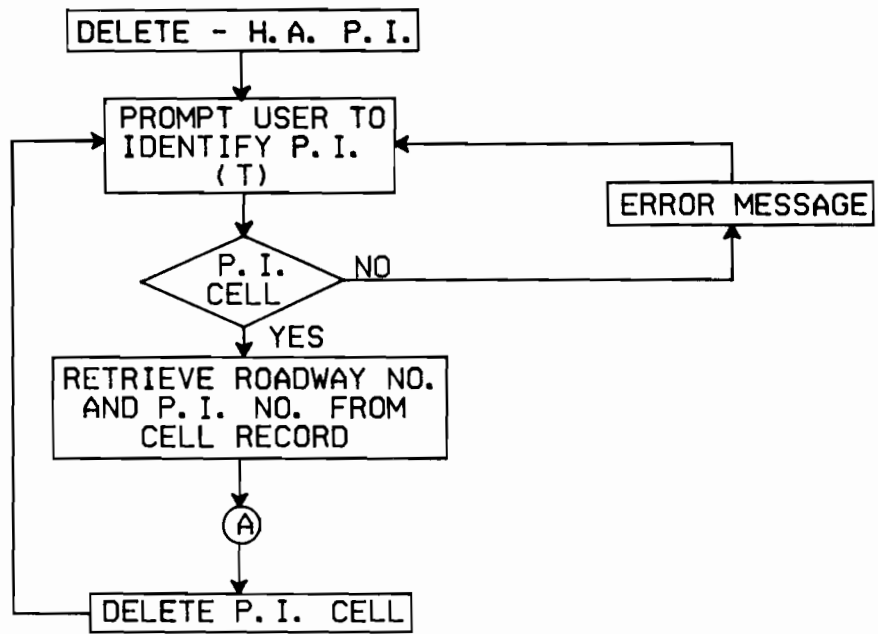 DELETE - H.A. P.I.
PROMPT USER TO
IDENTIFY P.I.
(T)
ERROR MESSAGE
P.I.
CELL
NO
YES
RETRIEVE ROADWAY NO.
AND P.I. NO. FROM
CELL RECORD
A
DELETE P.I. CELL